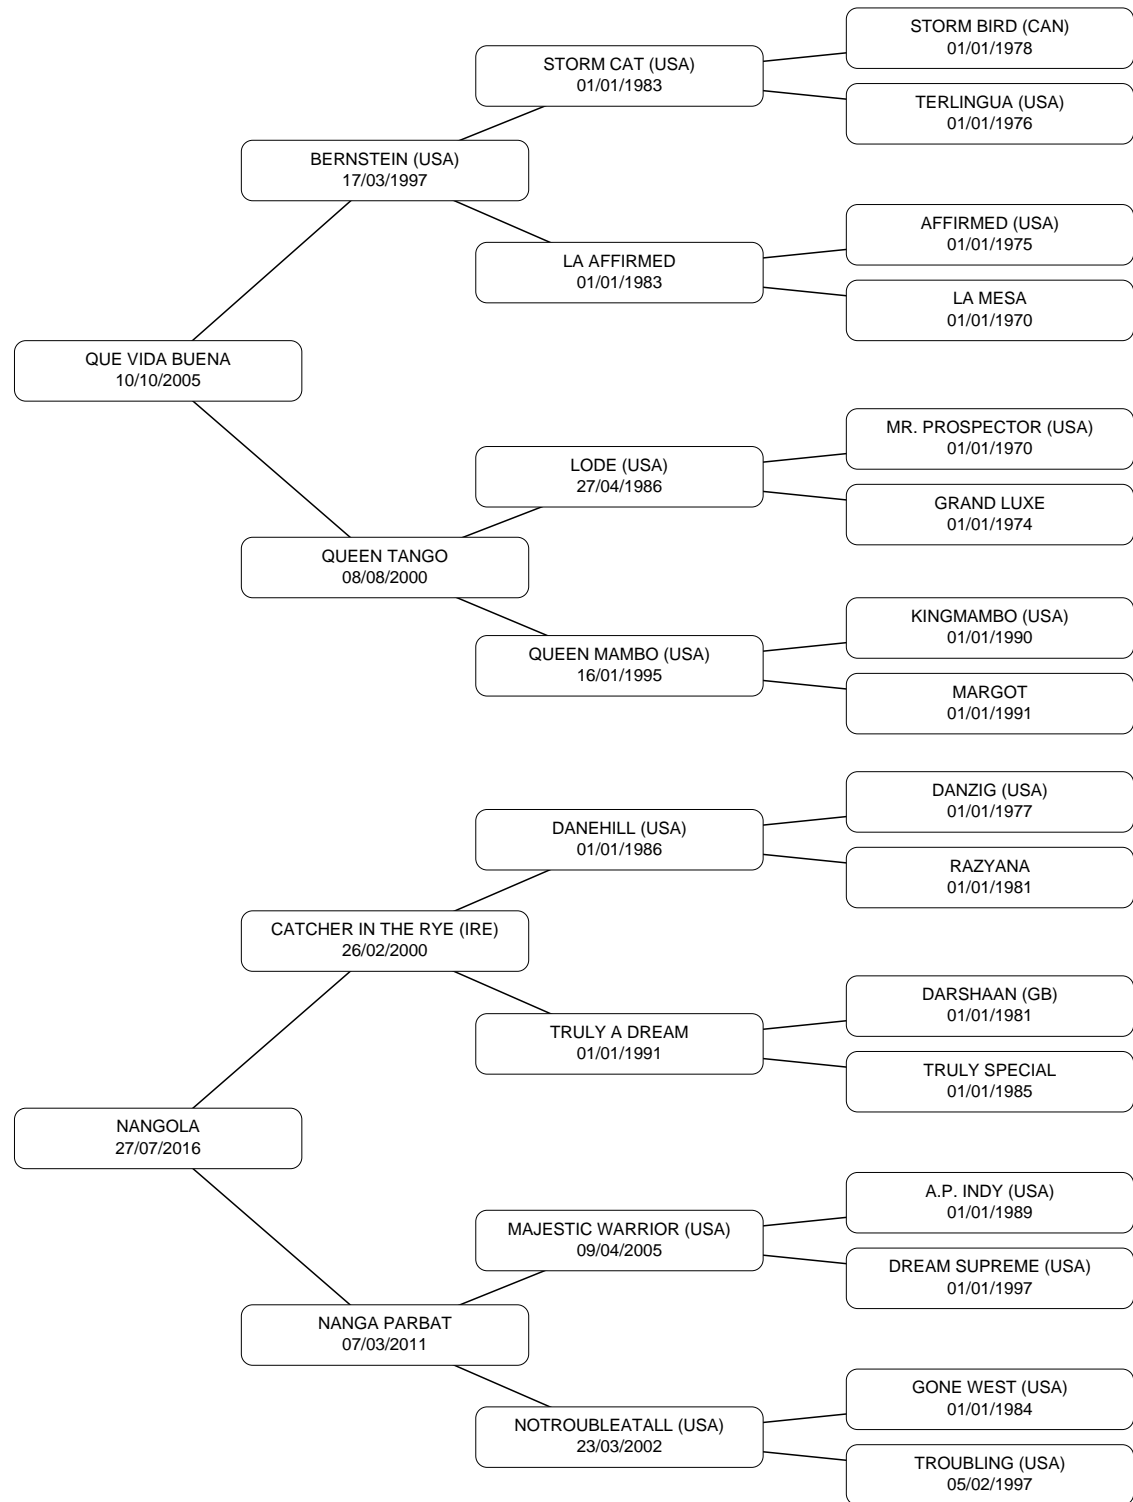 STORM BIRD (CAN)
01/01/1978
STORM CAT (USA)
01/01/1983
TERLINGUA (USA)
01/01/1976
BERNSTEIN (USA)
17/03/1997
AFFIRMED (USA)
01/01/1975
LA AFFIRMED
01/01/1983
LA MESA
01/01/1970
QUE VIDA BUENA
10/10/2005
MR. PROSPECTOR (USA)
01/01/1970
LODE (USA)
27/04/1986
GRAND LUXE
01/01/1974
QUEEN TANGO
08/08/2000
KINGMAMBO (USA)
01/01/1990
QUEEN MAMBO (USA)
16/01/1995
MARGOT
01/01/1991
DANZIG (USA)
01/01/1977
DANEHILL (USA)
01/01/1986
RAZYANA
01/01/1981
CATCHER IN THE RYE (IRE)
26/02/2000
DARSHAAN (GB)
01/01/1981
TRULY A DREAM
01/01/1991
TRULY SPECIAL
01/01/1985
NANGOLA
27/07/2016
A.P. INDY (USA)
01/01/1989
MAJESTIC WARRIOR (USA)
09/04/2005
DREAM SUPREME (USA)
01/01/1997
NANGA PARBAT
07/03/2011
GONE WEST (USA)
01/01/1984
NOTROUBLEATALL (USA)
23/03/2002
TROUBLING (USA)
05/02/1997